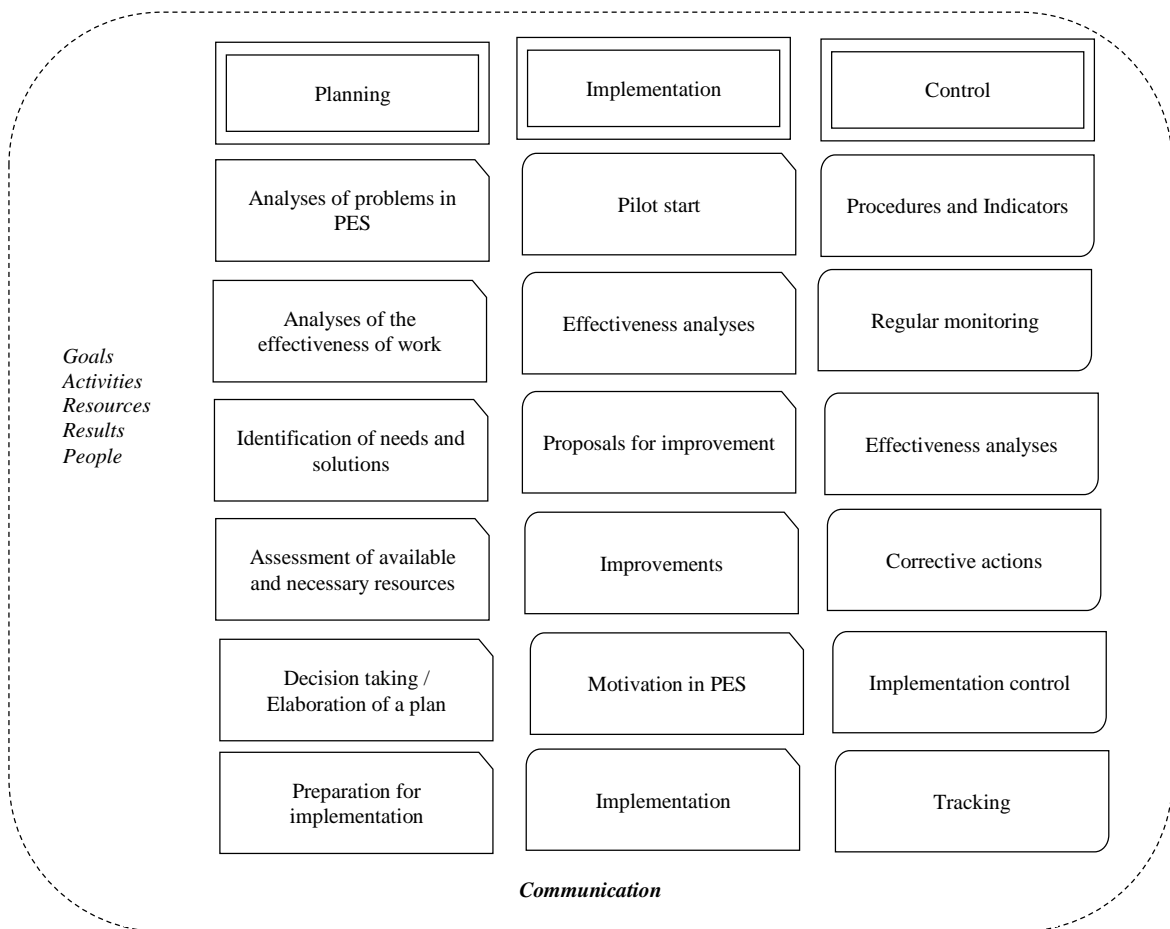 Planning
Implementation
Control
Analyses of problems in
PES
Pilot start
Procedures and Indicators
Analyses of the
effectiveness of work
Effectiveness analyses
Regular monitoring
Goals
Activities
Resources
Results
People
Identification of needs and
solutions
Proposals for improvement
Effectiveness analyses
Assessment of available
and necessary resources
Improvements
Corrective actions
Decision taking /
Elaboration of a plan
Motivation in PES
Implementation control
Preparation for
implementation
Implementation
Tracking
Communication